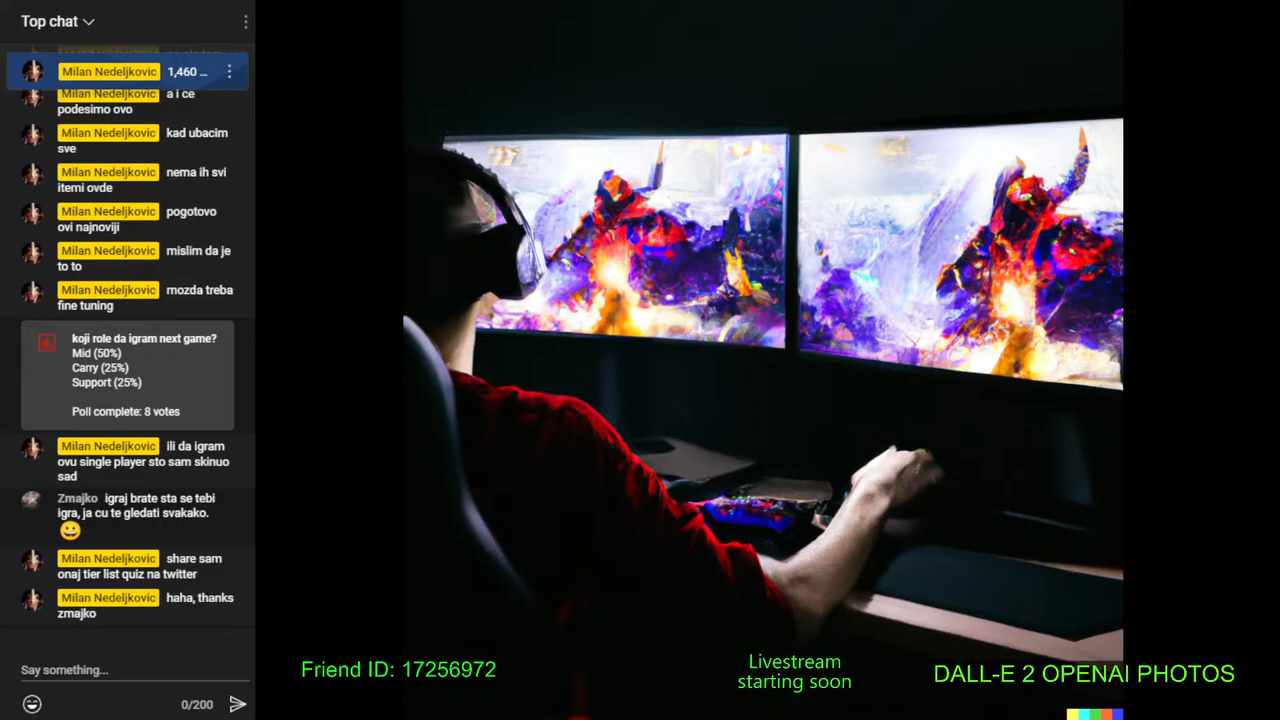 Top chat
Milan Nedeljkovic 1,460 ...
Milan Nedeljkovic a i ce
podesimo ovo
Milan Nedeljkovic kad ubacim
sve
Milan Nedeljkovic nema ih svi
itemi ovde
Milan Nedeljkovic pogotovo
ovi najnoviji
Milan Nedeljkovic mislim da je
to to
Milan Nedeljkovic mozda treba
fine tuning
koji role da igram next game?
Mid (50%)
Carry (25%)
Support (25%)
Poll complete: 8 votes
Milan Nedeljkovic ili da igram
ovu single player sto sam skinuo
sad
Zmajko igraj brate sta se tebi
igra, ja cu te gledati svakako.
Milan Nedeljkovic share sam
onaj tier list quiz na twitter
Milan Nedeljkovic haha, thanks
zmajko
Say something...
0/200
Friend ID: 17256972
Livestream
starting soon
DALL-E 2 OPENAI PHOTOS